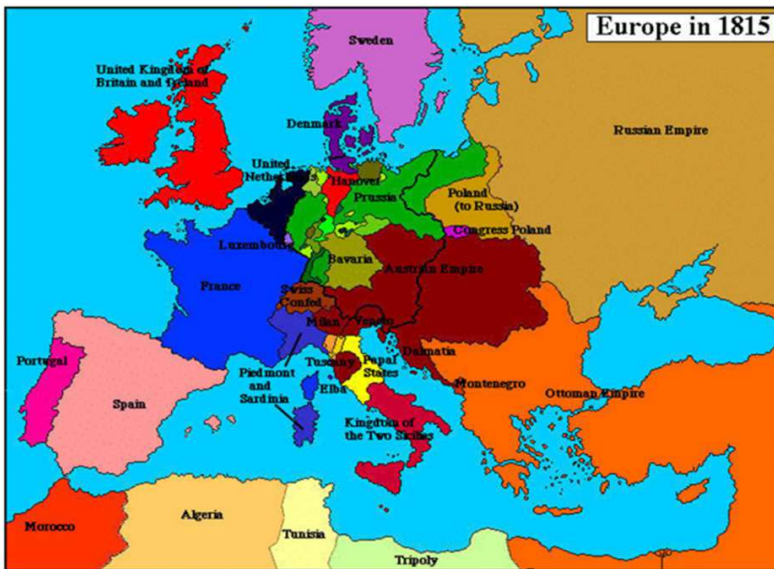 Europe in 1815
Sweden
United Kingdom of
Britain and Ireland
Denmark
Russian Empire
United
Netherlands
Hanover
Prussia
Poland
(to Russia)
Congress Poland
Luxembourg
Bavaria
Austrian Empire
France
Swiss
Confed.
Milan
Veneto
Portugal
Tuscany
Papal
States
Dalmatia
Piedmont
and
Sardinia
Elba
Montenegro
Ottoman Empire
Spain
Kingdom of
the Two Sicilies
Morocco
Algeria
Tunisia
Tripoly